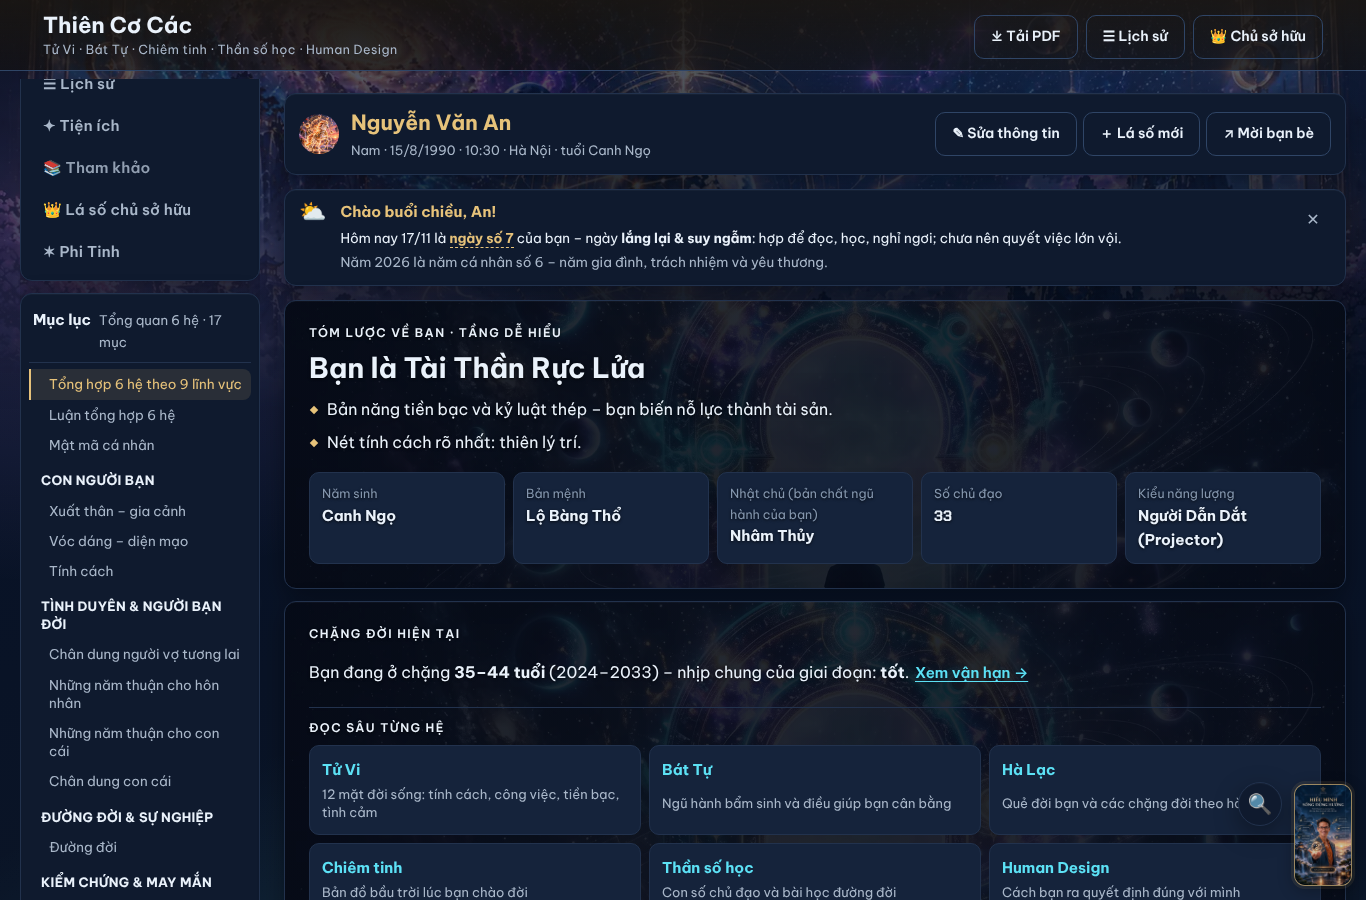 Thiên Cơ Các
Tử Vi · Bát Tự · Chiêm tinh · Thần số học · Human Design
Tải PDF
Lịch sử
Chủ sở hữu
Lịch sử
Tiện ích
Tham khảo
Lá số chủ sở hữu
Phi Tinh
Mục lục
Tổng quan 6 hệ · 17
mục
Tổng hợp 6 hệ theo 9 lĩnh vực
Luận tổng hợp 6 hệ
Mật mã cá nhân
CON NGƯỜI BẠN
Xuất thân – gia cảnh
Vóc dáng – diện mạo
Tính cách
TÌNH DUYÊN & NGƯỜI BẠN
ĐỜI
Chân dung người vợ tương lai
Những năm thuận cho hôn
nhân
Những năm thuận cho con
cái
Chân dung con cái
ĐƯỜNG ĐỜI & SỰ NGHIỆP
Đường đời
KIỂM CHỨNG & MAY MẮN
Nguyễn Văn An
Nam · 15/8/1990 · 10:30 · Hà Nội · tuổi Canh Ngọ
Sửa thông tin
+ Lá số mới
Mời bạn bè
Chào buổi chiều, An!
Hôm nay 17/11 là ngày số 7 của bạn – ngày lắng lại & suy ngẫm: hợp để đọc, học, nghỉ ngơi; chưa nên quyết việc lớn vội.
Năm 2026 là năm cá nhân số 6 – năm gia đình, trách nhiệm và yêu thương.
TÓM LƯỢC VỀ BẠN · TẦNG DỄ HIỂU
Bạn là Tài Thần Rực Lửa
Bản năng tiền bạc và kỷ luật thép – bạn biến nỗ lực thành tài sản.
Nét tính cách rõ nhất: thiên lý trí.
Năm sinh
Canh Ngọ
Bản mệnh
Lộ Bàng Thổ
Nhật chủ (bản chất ngũ
hành của bạn)
Nhâm Thủy
Số chủ đạo
33
Kiểu năng lượng
Người Dẫn Dắt
(Projector)
CHẶNG ĐỜI HIỆN TẠI
Bạn đang ở chặng 35–44 tuổi (2024–2033) – nhịp chung của giai đoạn: tốt. Xem vận hạn →
ĐỌC SÂU TỪNG HỆ
Tử Vi
12 mặt đời sống: tính cách, công việc, tiền bạc,
tình cảm
Bát Tự
Ngũ hành bẩm sinh và điều giúp bạn cân bằng
Hà Lạc
Quẻ đời bạn và các chặng đời theo
Chiêm tinh
Bản đồ bầu trời lúc bạn chào đời
Thần số học
Con số chủ đạo và bài học đường đời
Human Design
Cách bạn ra quyết định đúng với mình
HIỂU MÌNH